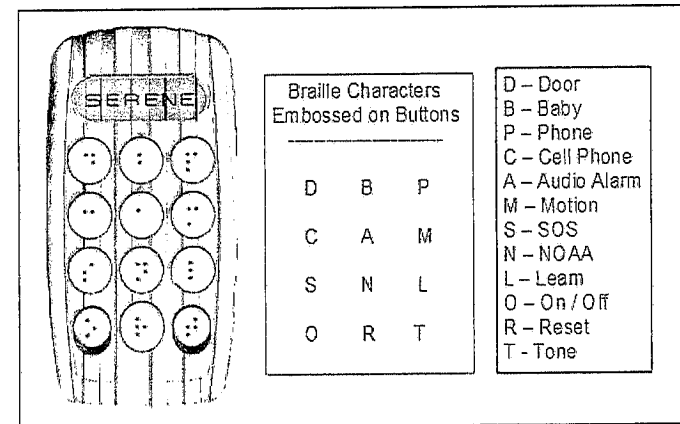 SERENE
Braille Characters
Embossed on Buttons
D B P
C A M
S N L
O R T
D – Door
B – Baby
P – Phone
C – Cell Phone
A – Audio Alarm
M – Motion
S – SOS
N – NOAA
L – Learn
O – On / Off
R – Reset
T - Tone